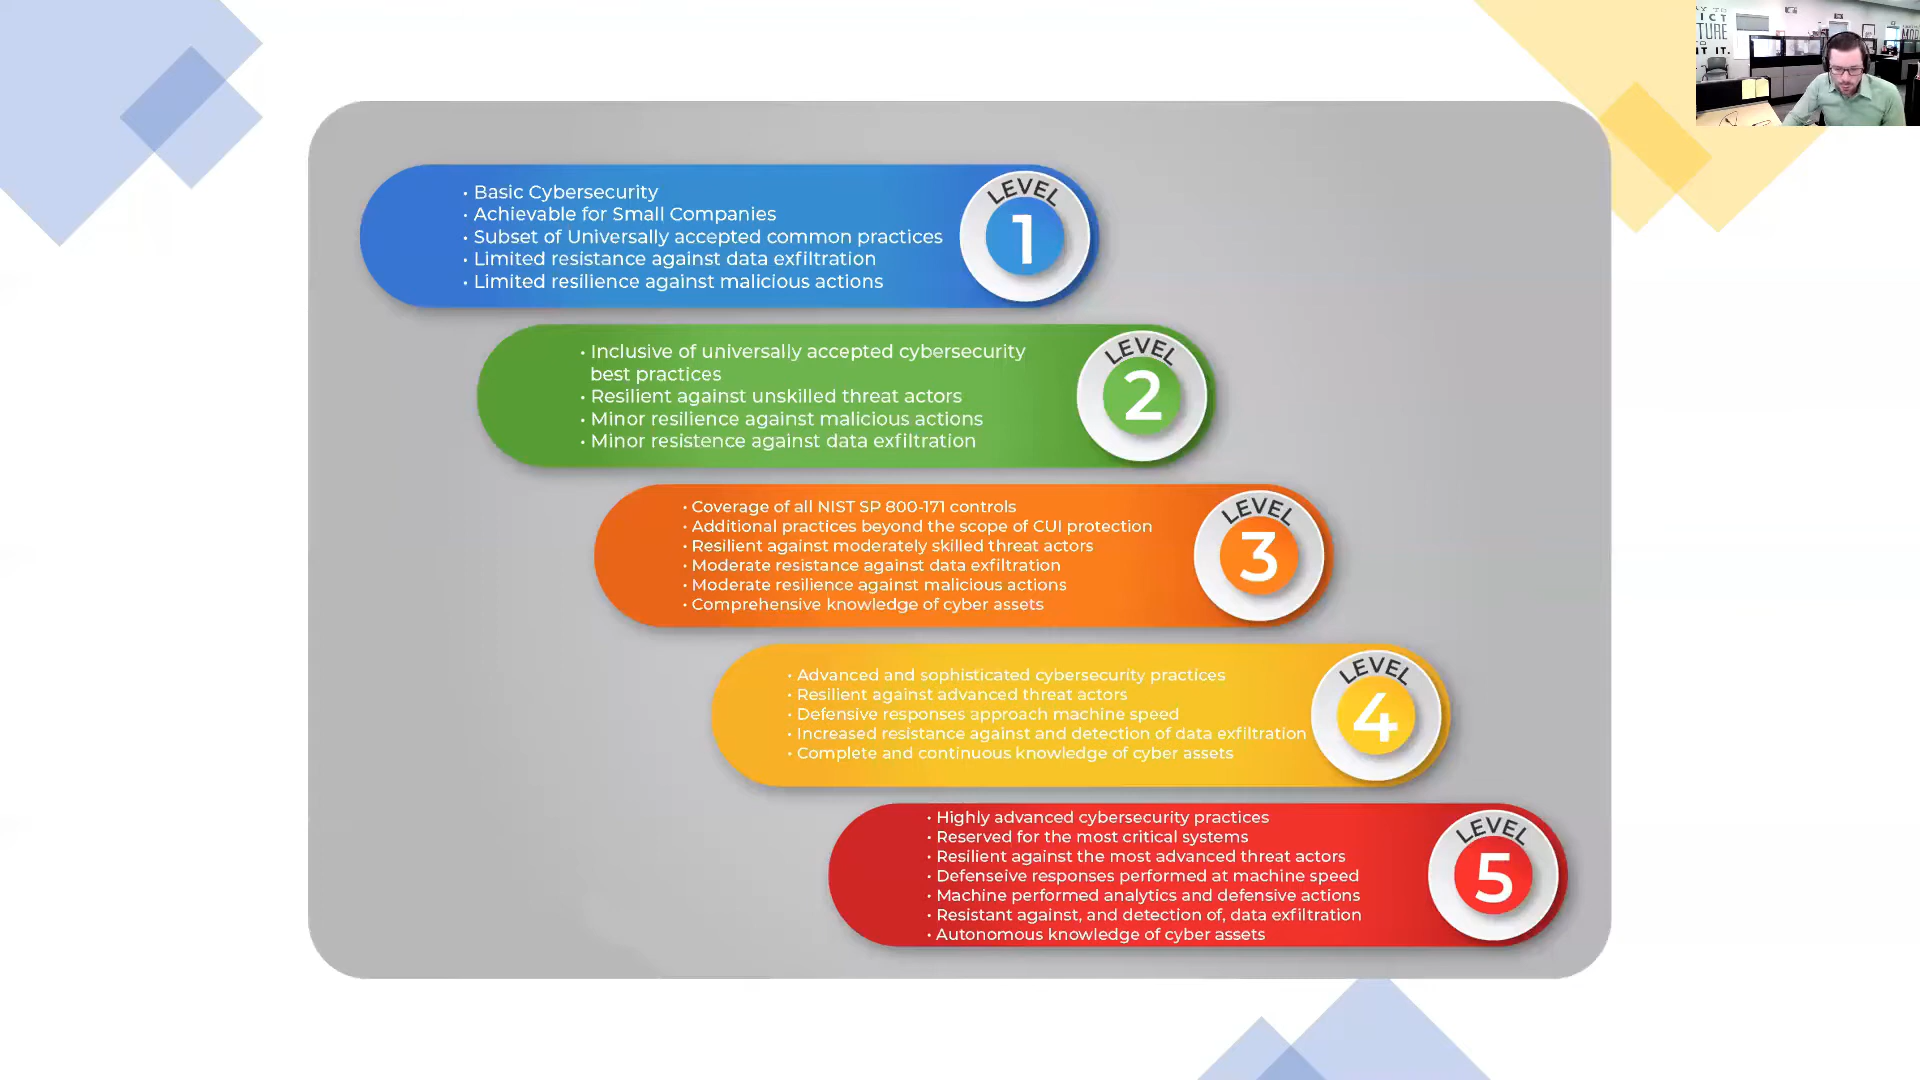 • Basic Cybersecurity
• Achievable for Small Companies
• Subset of Universally accepted common practices
• Limited resistance against data exfiltration
• Limited resilience against malicious actions
LEVEL
1
• Inclusive of universally accepted cybersecurity
best practices
• Resilient against unskilled threat actors
• Minor resilience against malicious actions
• Minor resistence against data exfiltration
LEVEL
2
• Coverage of all NIST SP 800-171 controls
• Additional practices beyond the scope of CUI protection
• Resilient against moderately skilled threat actors
• Moderate resistance against data exfiltration
• Moderate resilience against malicious actions
• Comprehensive knowledge of cyber assets
LEVEL
3
• Advanced and sophisticated cybersecurity practices
• Resilient against advanced threat actors
• Defensive responses approach machine speed
• Increased resistance against and detection of data exfiltration
• Complete and continuous knowledge of cyber assets
LEVEL
4
• Highly advanced cybersecurity practices
• Reserved for the most critical systems
• Resilient against the most advanced threat actors
• Defenseive responses performed at machine speed
• Machine performed analytics and defensive actions
• Resistant against, and detection of, data exfiltration
• Autonomous knowledge of cyber assets
LEVEL
5